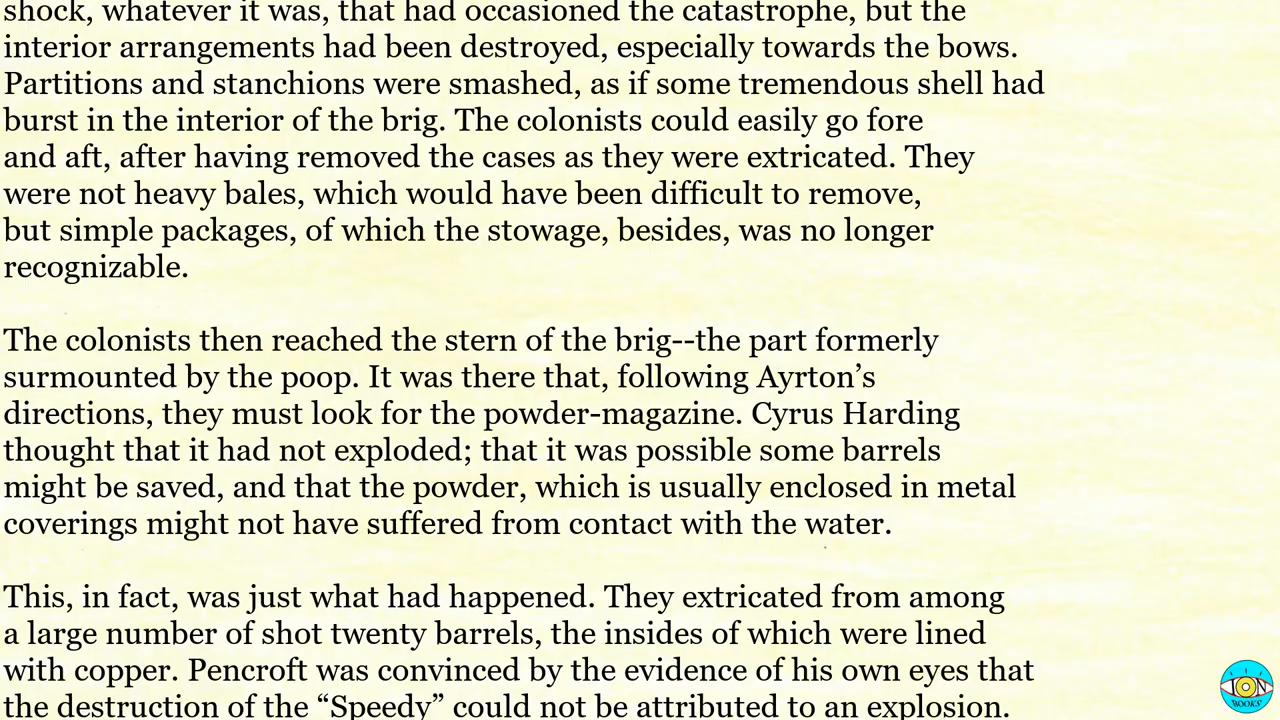 shock, whatever it was, that had occasioned the catastrophe, but the
interior arrangements had been destroyed, especially towards the bows.
Partitions and stanchions were smashed, as if some tremendous shell had
burst in the interior of the brig. The colonists could easily go fore
and aft, after having removed the cases as they were extricated. They
were not heavy bales, which would have been difficult to remove,
but simple packages, of which the stowage, besides, was no longer
recognizable.
The colonists then reached the stern of the brig--the part formerly
surmounted by the poop. It was there that, following Ayrton’s
directions, they must look for the powder-magazine. Cyrus Harding
thought that it had not exploded; that it was possible some barrels
might be saved, and that the powder, which is usually enclosed in metal
coverings might not have suffered from contact with the water.
This, in fact, was just what had happened. They extricated from among
a large number of shot twenty barrels, the insides of which were lined
with copper. Pencroft was convinced by the evidence of his own eyes that
the destruction of the “Speedy” could not be attributed to an explosion.
ION
BOOKS